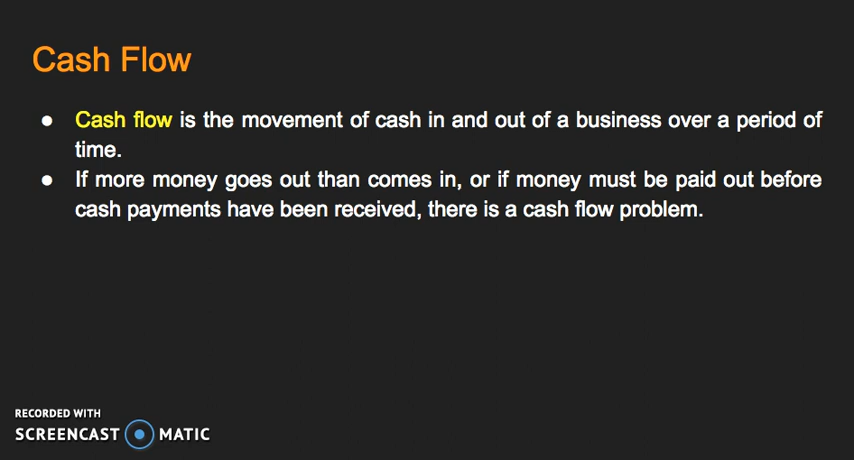 Cash Flow
● Cash flow is the movement of cash in and out of a business over a period of
time.
● If more money goes out than comes in, or if money must be paid out before
cash payments have been received, there is a cash flow problem.
RECORDED WITH
SCREENCAST MATIC